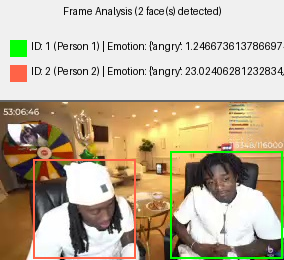 Frame Analysis (2 face(s) detected)
ID: 1 (Person 1) | Emotion: {'angry': 1.246673613786697
ID: 2 (Person 2) | Emotion: {'angry': 23.02406281232834,
53:06:46